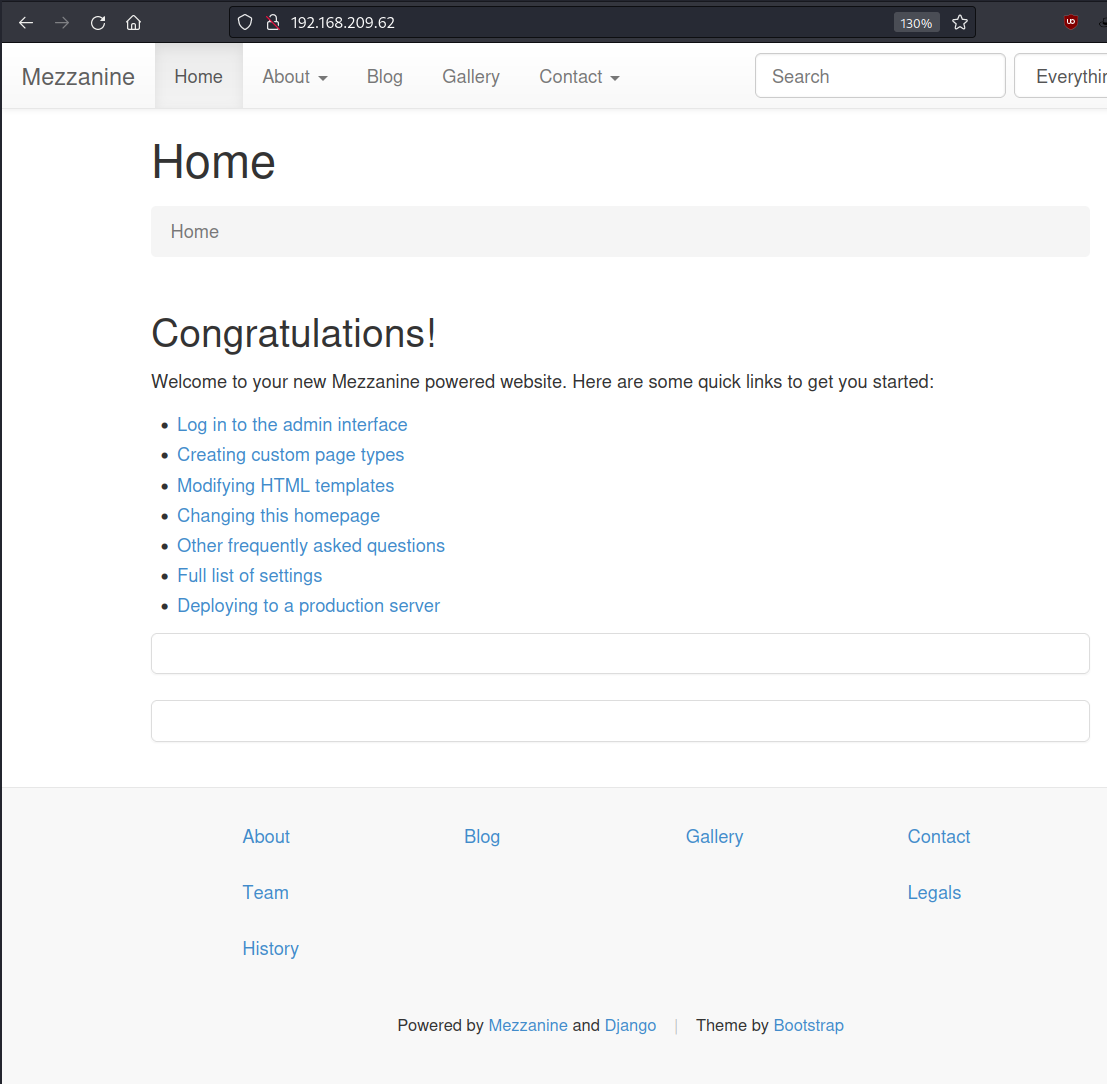 192.168.209.62 130%
Mezzanine Home About Blog Gallery Contact Search Everythin
Home
Home
Congratulations!
Welcome to your new Mezzanine powered website. Here are some quick links to get you started:
Log in to the admin interface
Creating custom page types
Modifying HTML templates
Changing this homepage
Other frequently asked questions
Full list of settings
Deploying to a production server
About Blog Gallery Contact
Team Legals
History
Powered by Mezzanine and Django | Theme by Bootstrap